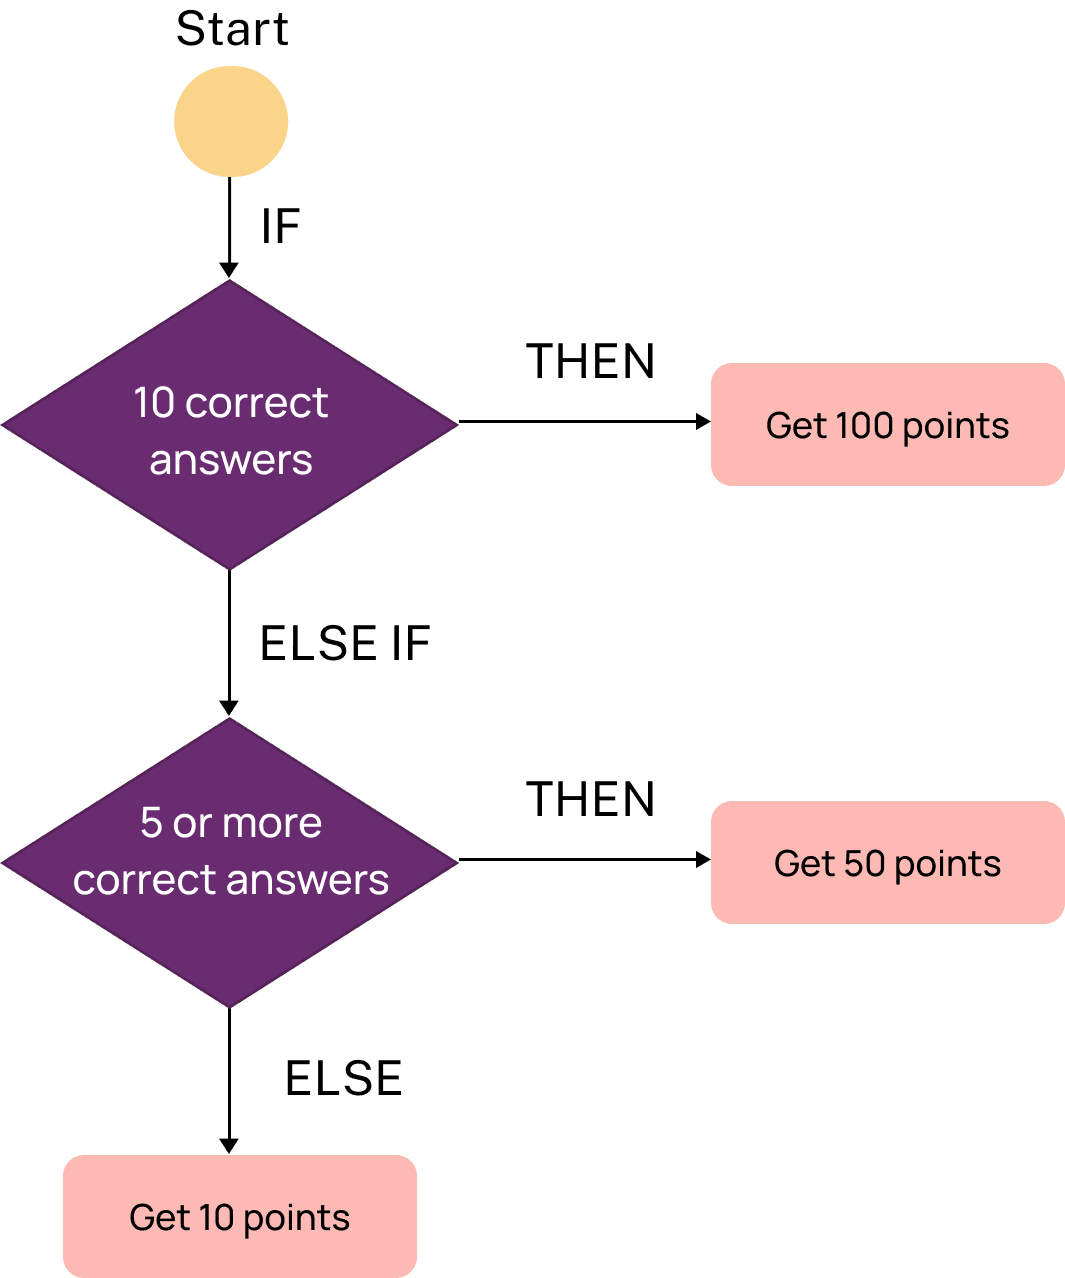 Start
IF
10 correct
answers
THEN
Get 100 points
ELSE IF
5 or more
correct answers
THEN
Get 50 points
ELSE
Get 10 points